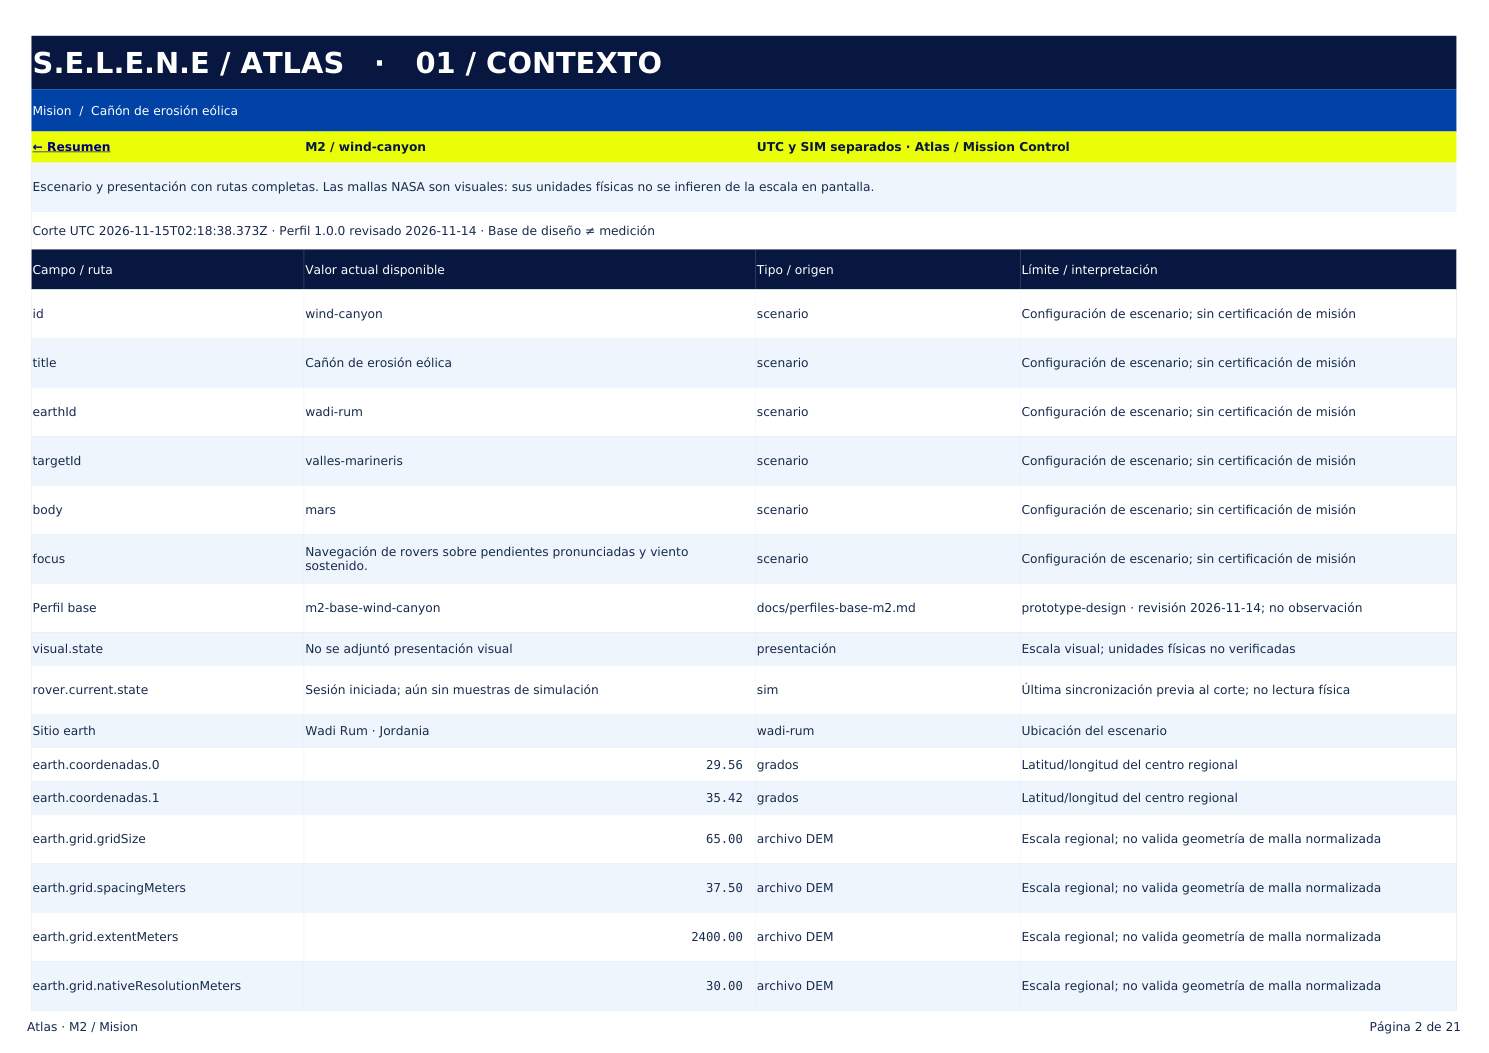 S.E.L.E.N.E / ATLAS · 01 / CONTEXTO
Mision / Cañón de erosión eólica
← Resumen M2 / wind-canyon UTC y SIM separados · Atlas / Mission Control
Escenario y presentación con rutas completas. Las mallas NASA son visuales: sus unidades físicas no se infieren de la escala en pantalla.
Corte UTC 2026-11-15T02:18:38.373Z · Perfil 1.0.0 revisado 2026-11-14 · Base de diseño ≠ medición
Campo / ruta Valor actual disponible Tipo / origen Límite / interpretación
id wind-canyon scenario Configuración de escenario; sin certificación de misión
title Cañón de erosión eólica scenario Configuración de escenario; sin certificación de misión
earthId wadi-rum scenario Configuración de escenario; sin certificación de misión
targetId valles-marineris scenario Configuración de escenario; sin certificación de misión
body mars scenario Configuración de escenario; sin certificación de misión
focus Navegación de rovers sobre pendientes pronunciadas y viento
sostenido. scenario Configuración de escenario; sin certificación de misión
Perfil base m2-base-wind-canyon docs/perfiles-base-m2.md prototype-design · revisión 2026-11-14; no observación
visual.state No se adjuntó presentación visual presentación Escala visual; unidades físicas no verificadas
rover.current.state Sesión iniciada; aún sin muestras de simulación sim Última sincronización previa al corte; no lectura física
Sitio earth Wadi Rum · Jordania wadi-rum Ubicación del escenario
earth.coordenadas.0 29.56 grados Latitud/longitud del centro regional
earth.coordenadas.1 35.42 grados Latitud/longitud del centro regional
earth.grid.gridSize 65.00 archivo DEM Escala regional; no valida geometría de malla normalizada
earth.grid.spacingMeters 37.50 archivo DEM Escala regional; no valida geometría de malla normalizada
earth.grid.extentMeters 2400.00 archivo DEM Escala regional; no valida geometría de malla normalizada
earth.grid.nativeResolutionMeters 30.00 archivo DEM Escala regional; no valida geometría de malla normalizada
Atlas · M2 / Mision Página 2 de 21